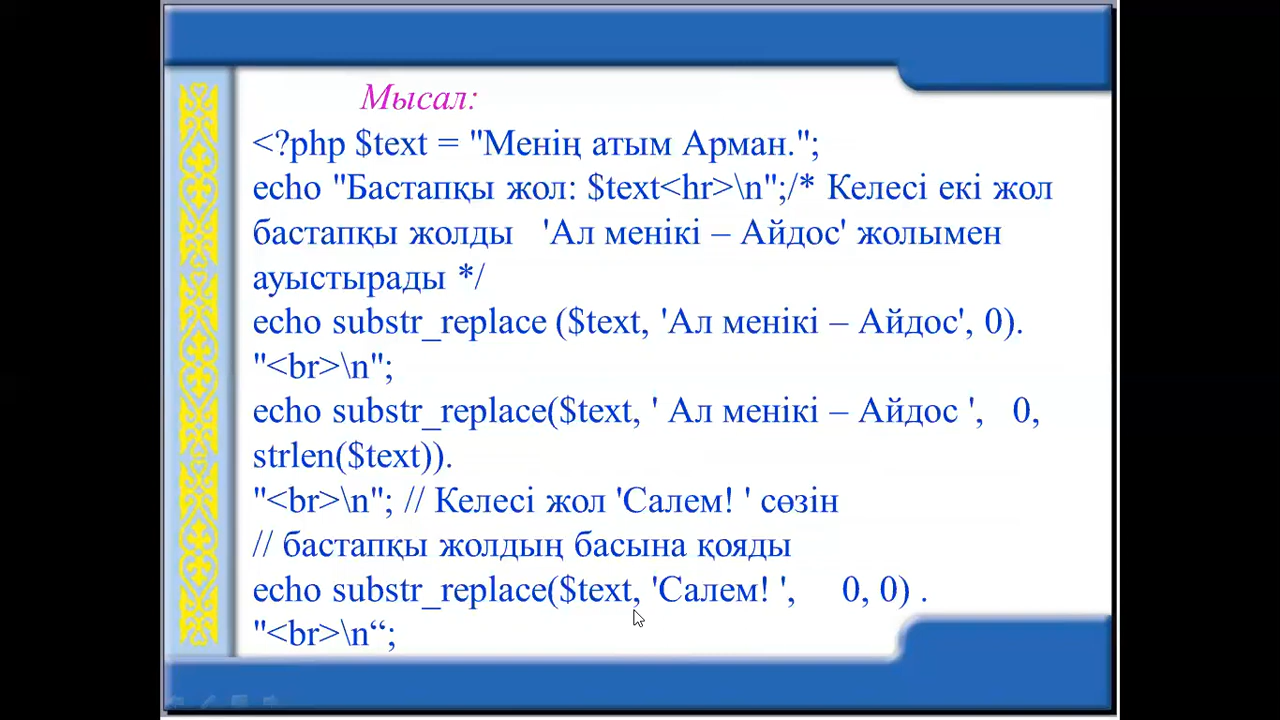 Мысал:
<?php $text = "Менің атым Арман.";
echo "Бастапқы жол: $text<hr>\n";/* Келесі екі жол
бастапқы жолды 'Ал менікі – Айдос' жолымен
ауыстырады */
echo substr_replace ($text, 'Ал менікі – Айдос', 0).
"<br>\n";
echo substr_replace($text, ' Ал менікі – Айдос ', 0,
strlen($text)).
"<br>\n"; // Келесі жол 'Салем! ' сөзін
// бастапқы жолдың басына қояды
echo substr_replace($text, 'Салем! ', 0, 0) .
"<br>\n“;